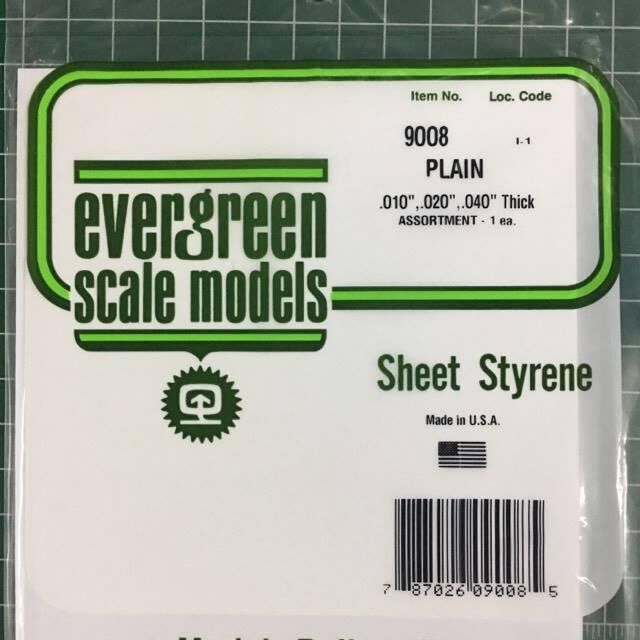 Item No. Loc. Code
9008 I-1
PLAIN
.010",.020",.040" Thick
ASSORTMENT - 1 ea.
evergreen
scale models
Sheet Styrene
Made in U.S.A.
7 87026 09008 5